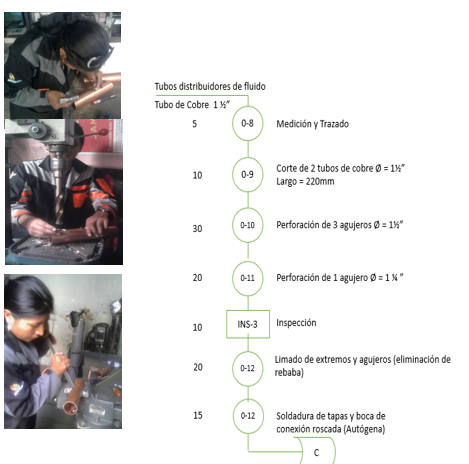 Tubos distribuidores de fluido
Tubo de Cobre 1 ½"
5 0-8 Medición y Trazado
10 0-9 Corte de 2 tubos de cobre Ø = 1½"
Largo = 220mm
30 0-10 Perforación de 3 agujeros Ø = 1½"
20 0-11 Perforación de 1 agujero Ø = 1 ¾ "
10 INS-3 Inspección
20 0-12 Limado de extremos y agujeros (eliminación de
rebaba)
15 0-12 Soldadura de tapas y boca de
conexión roscada (Autógena)
C